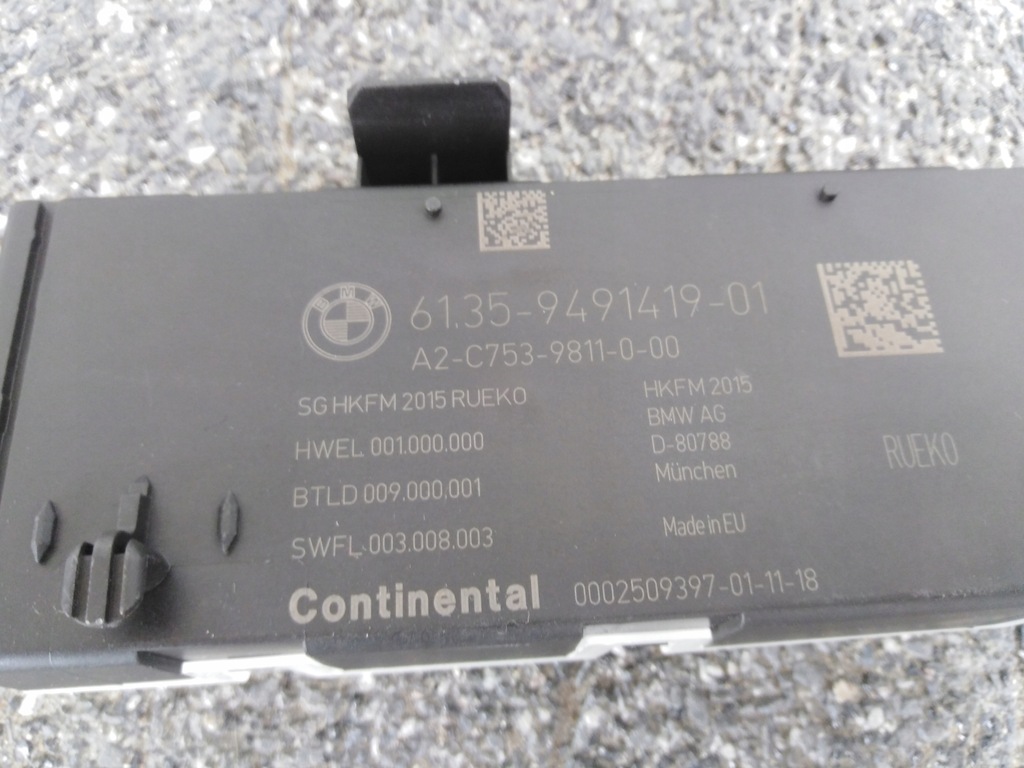 BMW
61.35-9491419-01
A2-C753-9811-0-00
SG HKFM 2015 RUEKO
HWEL 001.000.000
BTLD 009.000.001
SWFL 003.008.003
HKFM 2015
BMW AG
D-80788
München
Made in EU
RUEKO
Continental 0002509397-01-11-18